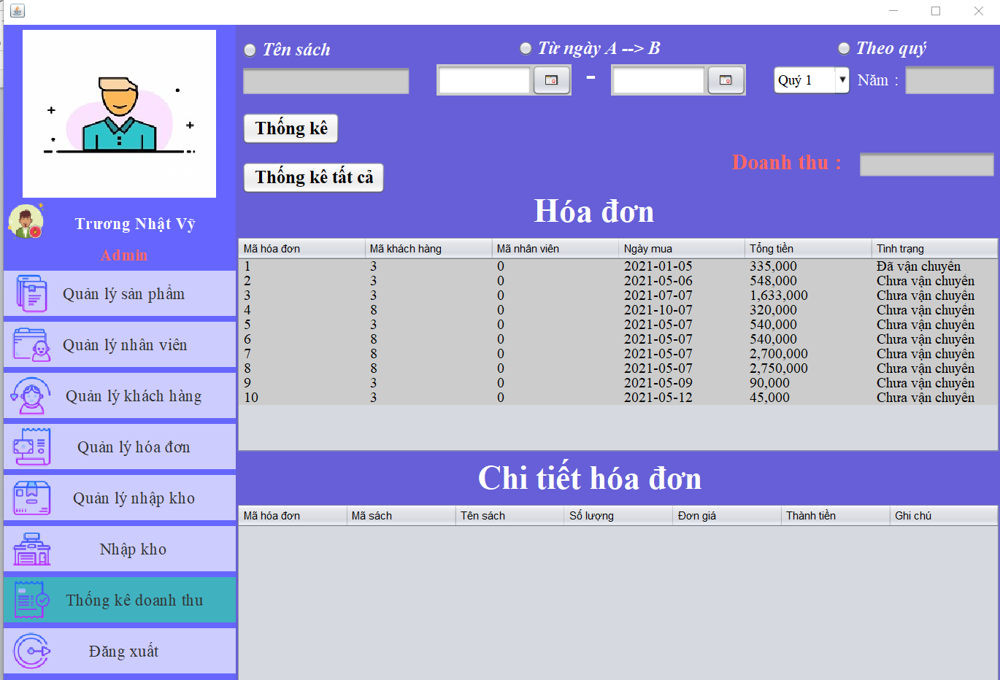 Tên sách
Từ ngày A --> B
Theo quý
-
Quý 1
Năm :
Thống kê
Doanh thu :
Thống kê tất cả
Hóa đơn
Trương Nhật Vỹ
Admin
Quản lý sản phẩm
Quản lý nhân viên
Quản lý khách hàng
Quản lý hóa đơn
Quản lý nhập kho
Nhập kho
Thống kê doanh thu
Đăng xuất
Mã hóa đơn Mã khách hàng Mã nhân viên Ngày mua Tổng tiền Tình trạng
1 3 0 2021-01-05 335,000 Đã vận chuyển
2 3 0 2021-05-06 548,000 Chưa vận chuyển
3 3 0 2021-07-07 1,633,000 Chưa vận chuyển
4 8 0 2021-10-07 320,000 Chưa vận chuyển
5 3 0 2021-05-07 540,000 Chưa vận chuyển
6 8 0 2021-05-07 540,000 Chưa vận chuyển
7 8 0 2021-05-07 2,700,000 Chưa vận chuyển
8 8 0 2021-05-07 2,750,000 Chưa vận chuyển
9 3 0 2021-05-09 90,000 Chưa vận chuyển
10 3 0 2021-05-12 45,000 Chưa vận chuyển
Chi tiết hóa đơn
Mã hóa đơn Mã sách Tên sách Số lượng Đơn giá Thành tiền Ghi chú